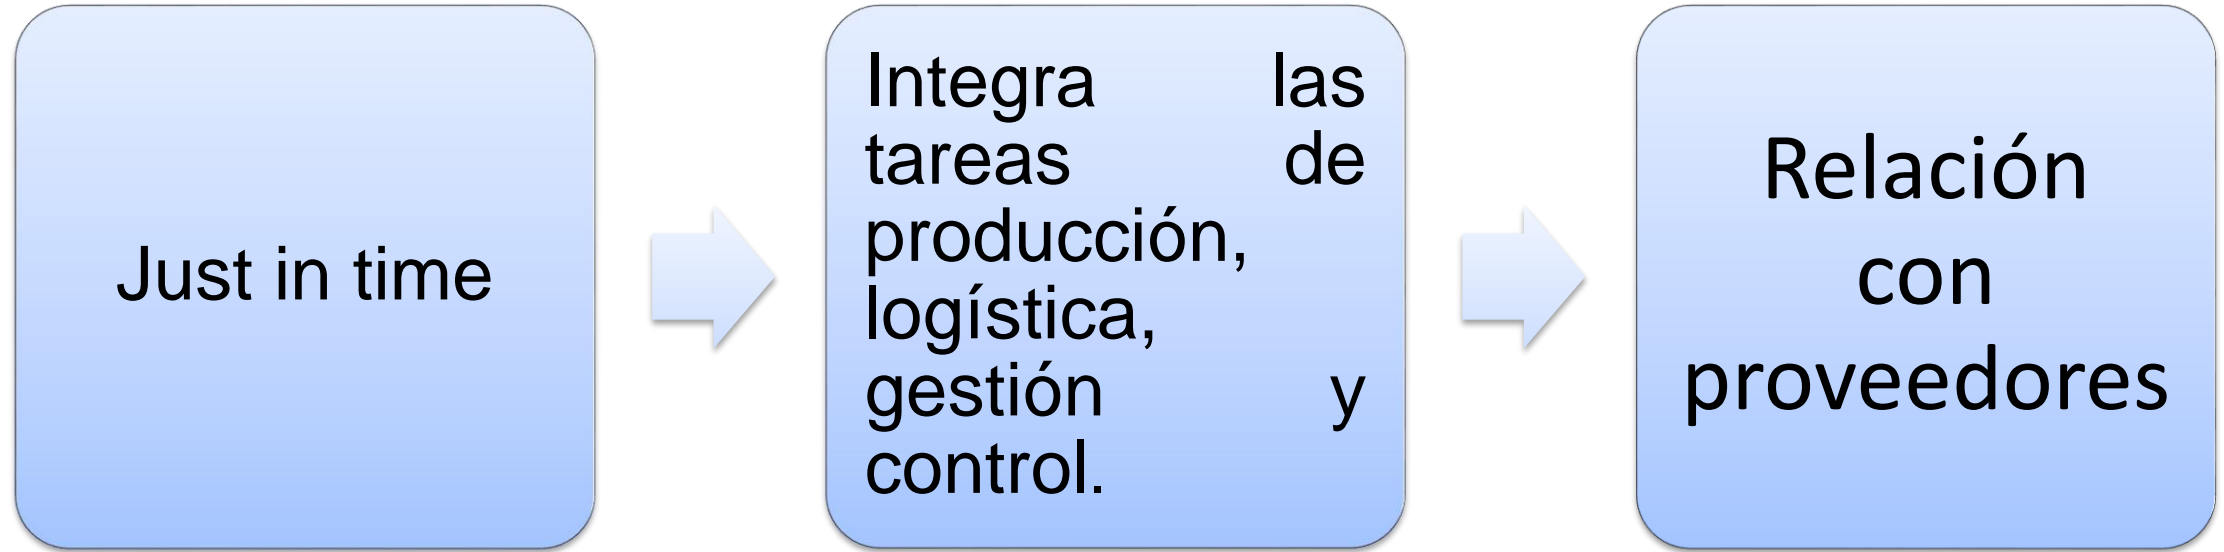 Just in time
Integra las
tareas de
producción,
logística,
gestión y
control.
Relación
con
proveedores